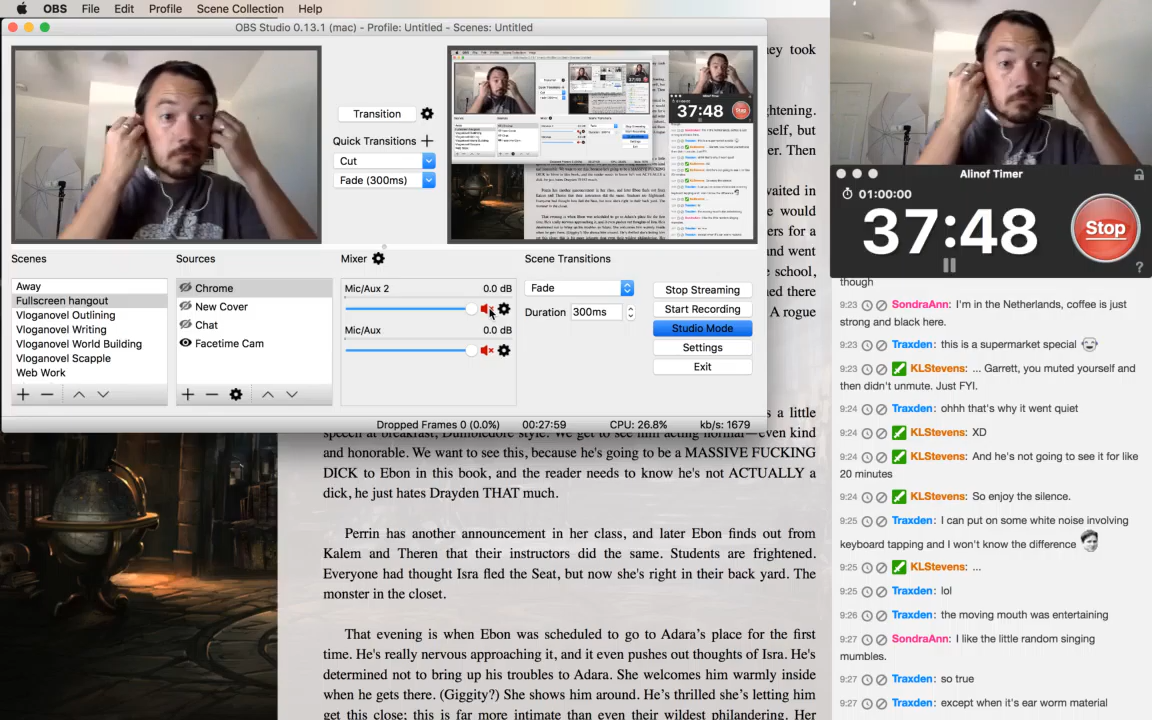 OBS File Edit Profile Scene Collection Help
OBS Studio 0.13.1 (mac) - Profile: Untitled - Scenes: Untitled
Transition
Quick Transitions
Cut
Fade (300ms)
37:48
Scenes
Away
Fullscreen hangout
Vloganovel Outlining
Vloganovel Writing
Vloganovel World Building
Vloganovel Scapple
Web Work
Sources
Chrome
New Cover
Chat
Facetime Cam
Mixer
Mic/Aux 2 0.0 dB
Mic/Aux 0.0 dB
Scene Transitions
Fade
Duration 300ms
Stop Streaming
Start Recording
Studio Mode
Settings
Exit
Dropped Frames 0 (0.0%) 00:27:59 CPU: 26.8% kb/s: 1679
hey took
ghtening.
self, but
er. Then
waited in
e would
ers for a
and went
e school,
ned there
A rogue
s a little
speech at breakfast, Dumbledore style. We get to see him acting normal—even kind
and honorable. We want to see this, because he's going to be a MASSIVE FUCKING
DICK to Ebon in this book, and the reader needs to know he's not ACTUALLY a
dick, he just hates Drayden THAT much.
Perrin has another announcement in her class, and later Ebon finds out from
Kalem and Theren that their instructors did the same. Students are frightened.
Everyone had thought Isra fled the Seat, but now she's right in their back yard. The
monster in the closet.
That evening is when Ebon was scheduled to go to Adara's place for the first
time. He's really nervous approaching it, and it even pushes out thoughts of Isra. He's
determined not to bring up his troubles to Adara. She welcomes him warmly inside
when he gets there. (Giggity?) She shows him around. He's thrilled she's letting him
get this close; this is far more intimate than even their wildest philandering. Her
Alinof Timer
01:00:00
37:48
Stop
?
though
9:23 SondraAnn: I'm in the Netherlands, coffee is just
strong and black here.
9:23 Traxden: this is a supermarket special
9:23 KLStevens: ... Garrett, you muted yourself and
then didn't unmute. Just FYI.
9:24 Traxden: ohhh that's why it went quiet
9:24 KLStevens: XD
9:24 KLStevens: And he's not going to see it for like
20 minutes
9:24 KLStevens: So enjoy the silence.
9:25 Traxden: I can put on some white noise involving
keyboard tapping and I won't know the difference
9:25 KLStevens: ...
9:25 Traxden: lol
9:26 Traxden: the moving mouth was entertaining
9:27 SondraAnn: I like the little random singing
mumbles.
9:27 Traxden: so true
9:27 Traxden: except when it's ear worm material